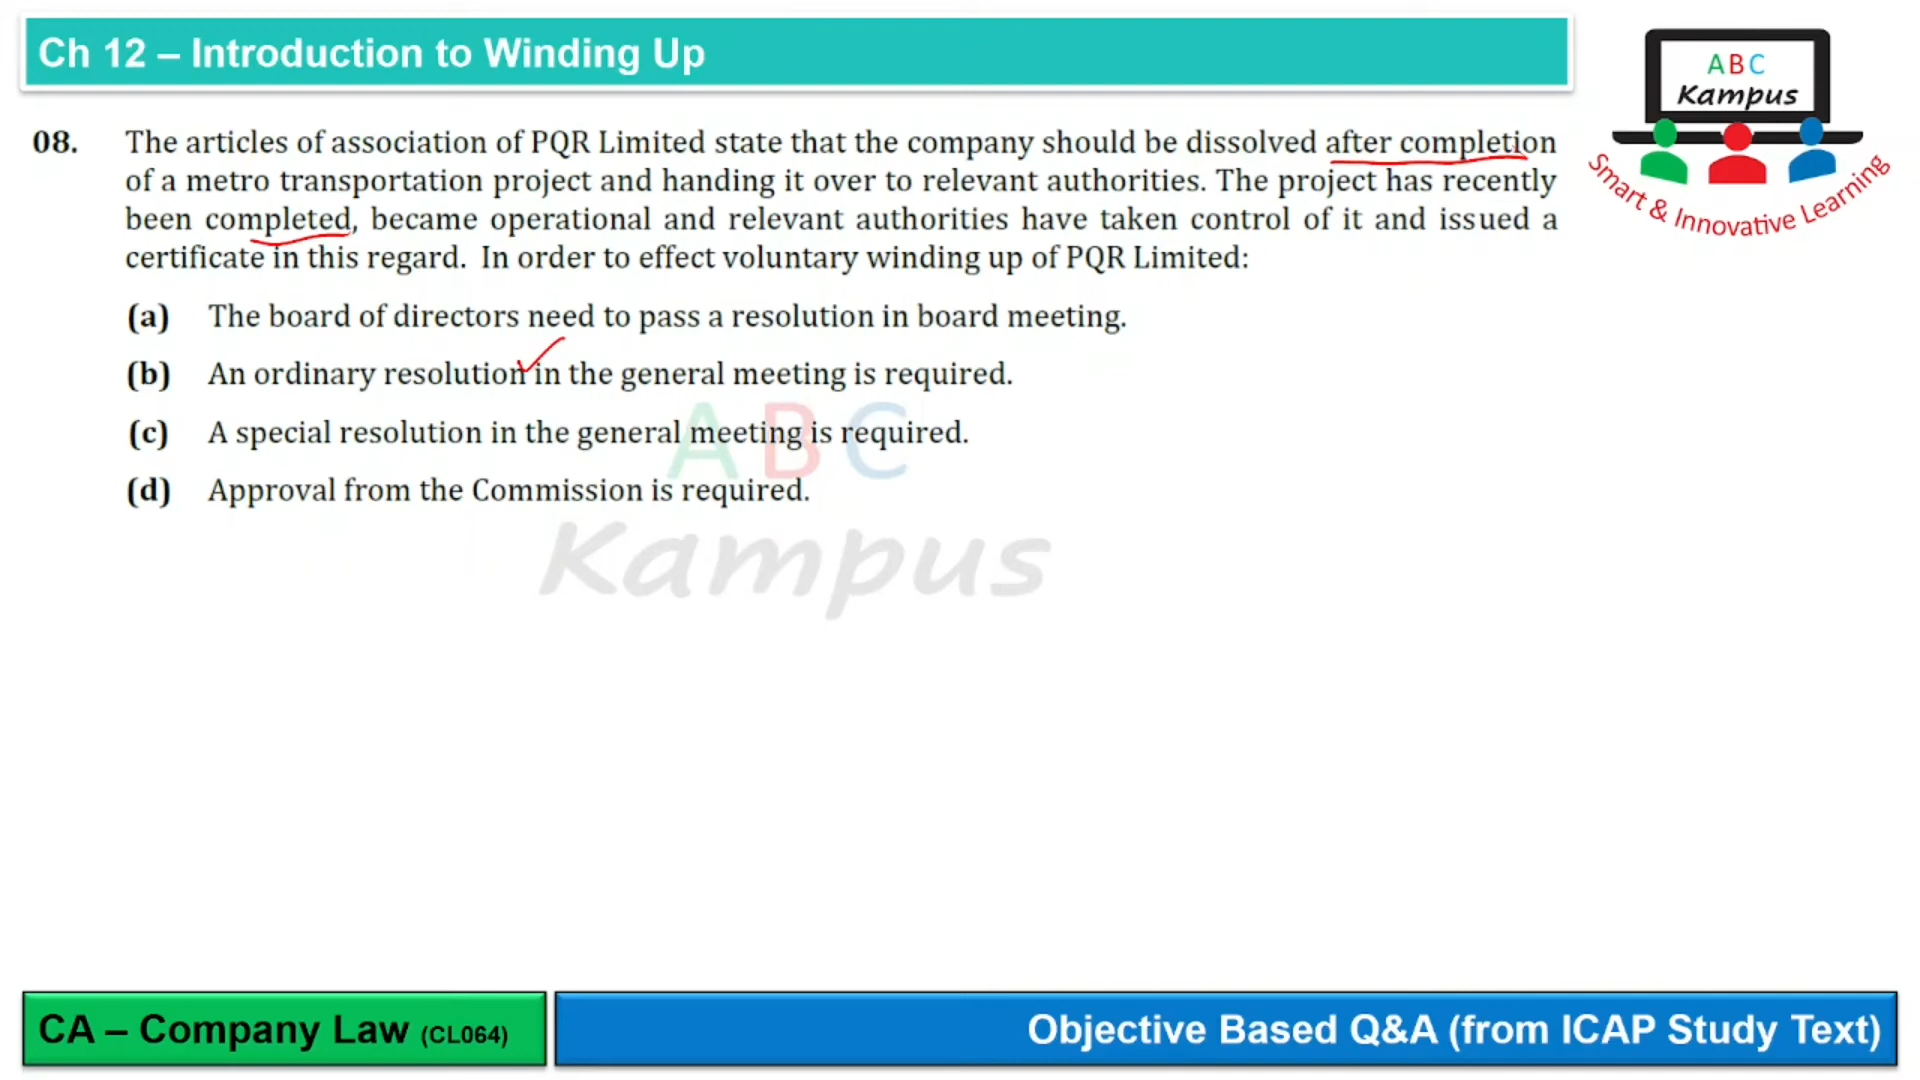 Ch 12 – Introduction to Winding Up
A B C
Kampus
Smart & Innovative Learning
08. The articles of association of PQR Limited state that the company should be dissolved after completion
of a metro transportation project and handing it over to relevant authorities. The project has recently
been completed, became operational and relevant authorities have taken control of it and issued a
certificate in this regard. In order to effect voluntary winding up of PQR Limited:
(a) The board of directors need to pass a resolution in board meeting.
(b) An ordinary resolution in the general meeting is required.
(c) A special resolution in the general meeting is required.
(d) Approval from the Commission is required.
A B C
Kampus
CA – Company Law (CL064)
Objective Based Q&A (from ICAP Study Text)